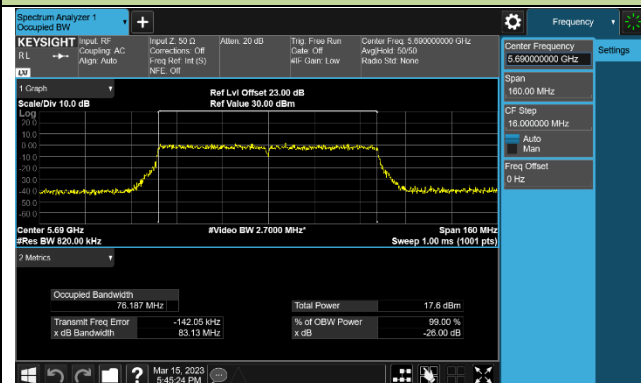 Spectrum Analyzer 1
Occupied BW
Frequency
KEYSIGHT
RL
Input: RF
Coupling: AC
Align: Auto
Input Z: 50 Ω
Corrections: Off
Freq Ref: Int (S)
NFE: Off
Atten: 20 dB
Trig: Free Run
Gate: Off
#IF Gain: Low
Center Freq: 5.690000000 GHz
Avg|Hold: 50/50
Radio Std: None
1 Graph
Scale/Div 10.0 dB
Ref Lvl Offset 23.00 dB
Ref Value 30.00 dBm
Log
20.0
10.0
0.00
-10.0
-20.0
-30.0
-40.0
-50.0
-60.0
Center 5.69 GHz
#Res BW 820.00 kHz
#Video BW 2.7000 MHz*
Span 160 MHz
Sweep 1.00 ms (1001 pts)
2 Metrics
Occupied Bandwidth
76.187 MHz
Total Power
17.6 dBm
Transmit Freq Error
-142.05 kHz
% of OBW Power
99.00 %
x dB Bandwidth
83.13 MHz
x dB
-26.00 dB
Center Frequency
5.690000000 GHz
Settings
Span
160.00 MHz
CF Step
16.000000 MHz
Auto
Man
Freq Offset
0 Hz
?
Mar 15, 2023
5:45:24 PM